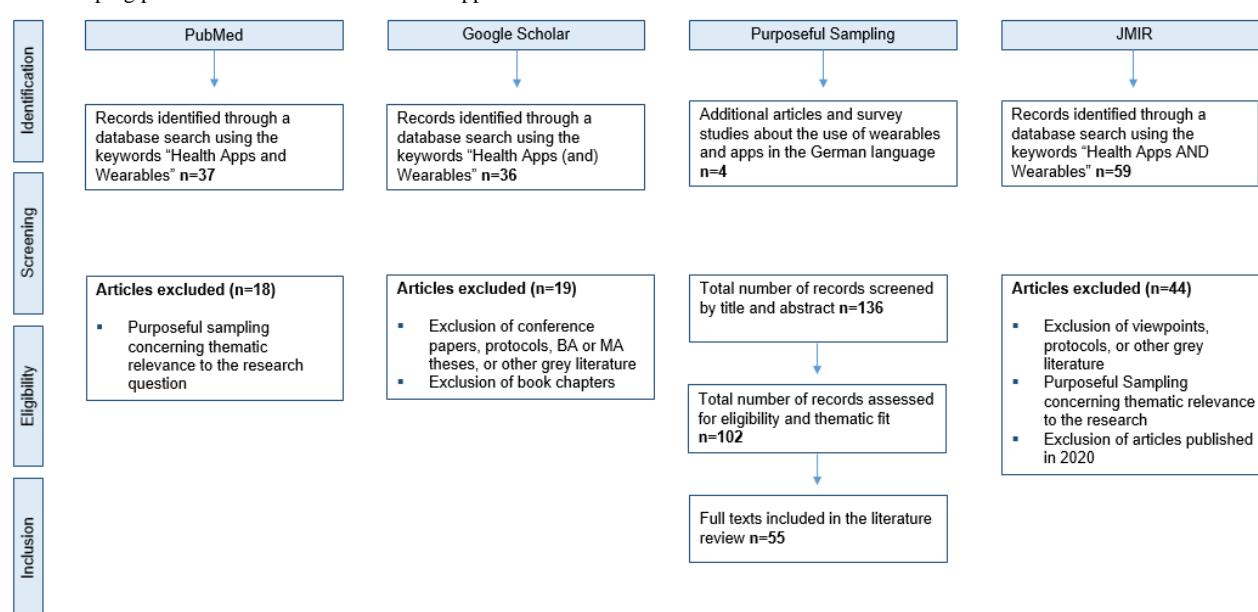 PubMed
Google Scholar
Purposeful Sampling
JMIR
Identification
Records identified through a
database search using the
keywords “Health Apps and
Wearables” n=37
Records identified through a
database search using the
keywords “Health Apps (and)
Wearables” n=36
Additional articles and survey
studies about the use of wearables
and apps in the German language
n=4
Records identified through a
database search using the
keywords “Health Apps AND
Wearables” n=59
Screening
Articles excluded (n=18)
▪ Purposeful sampling
concerning thematic
relevance to the research
question
Articles excluded (n=19)
▪ Exclusion of conference
papers, protocols, BA or MA
theses, or other grey literature
▪ Exclusion of book chapters
Total number of records screened
by title and abstract n=136
Articles excluded (n=44)
▪ Exclusion of viewpoints,
protocols, or other grey
literature
▪ Purposeful Sampling
concerning thematic relevance
to the research
▪ Exclusion of articles published
in 2020
Eligibility
Total number of records assessed
for eligibility and thematic fit
n=102
Inclusion
Full texts included in the literature
review n=55